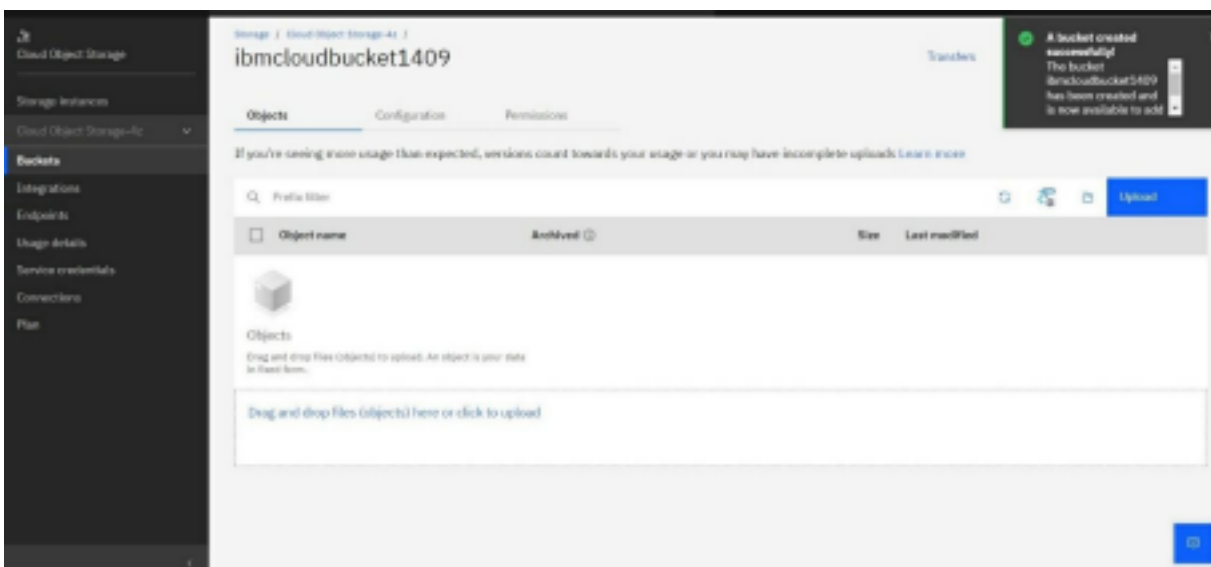 Cloud Object Storage
Storage instances
Cloud Object Storage-4z
Buckets
Integrations
Endpoints
Usage details
Service credentials
Connections
Plan
Storage / Cloud Object Storage-4z /
ibmcloudbucket1409
Transfers
Objects Configuration Permissions
If you're seeing more usage than expected, versions count towards your usage or you may have incomplete uploads Learn more
Prefix filter
Upload
Object name Archived Size Last modified
Objects
Drag and drop files (objects) to upload. An object is your data
in fixed form.
Drag and drop files (objects) here or click to upload
A bucket created
successfully!
The bucket
ibmcloudbucket1409
has been created and
is now available to add